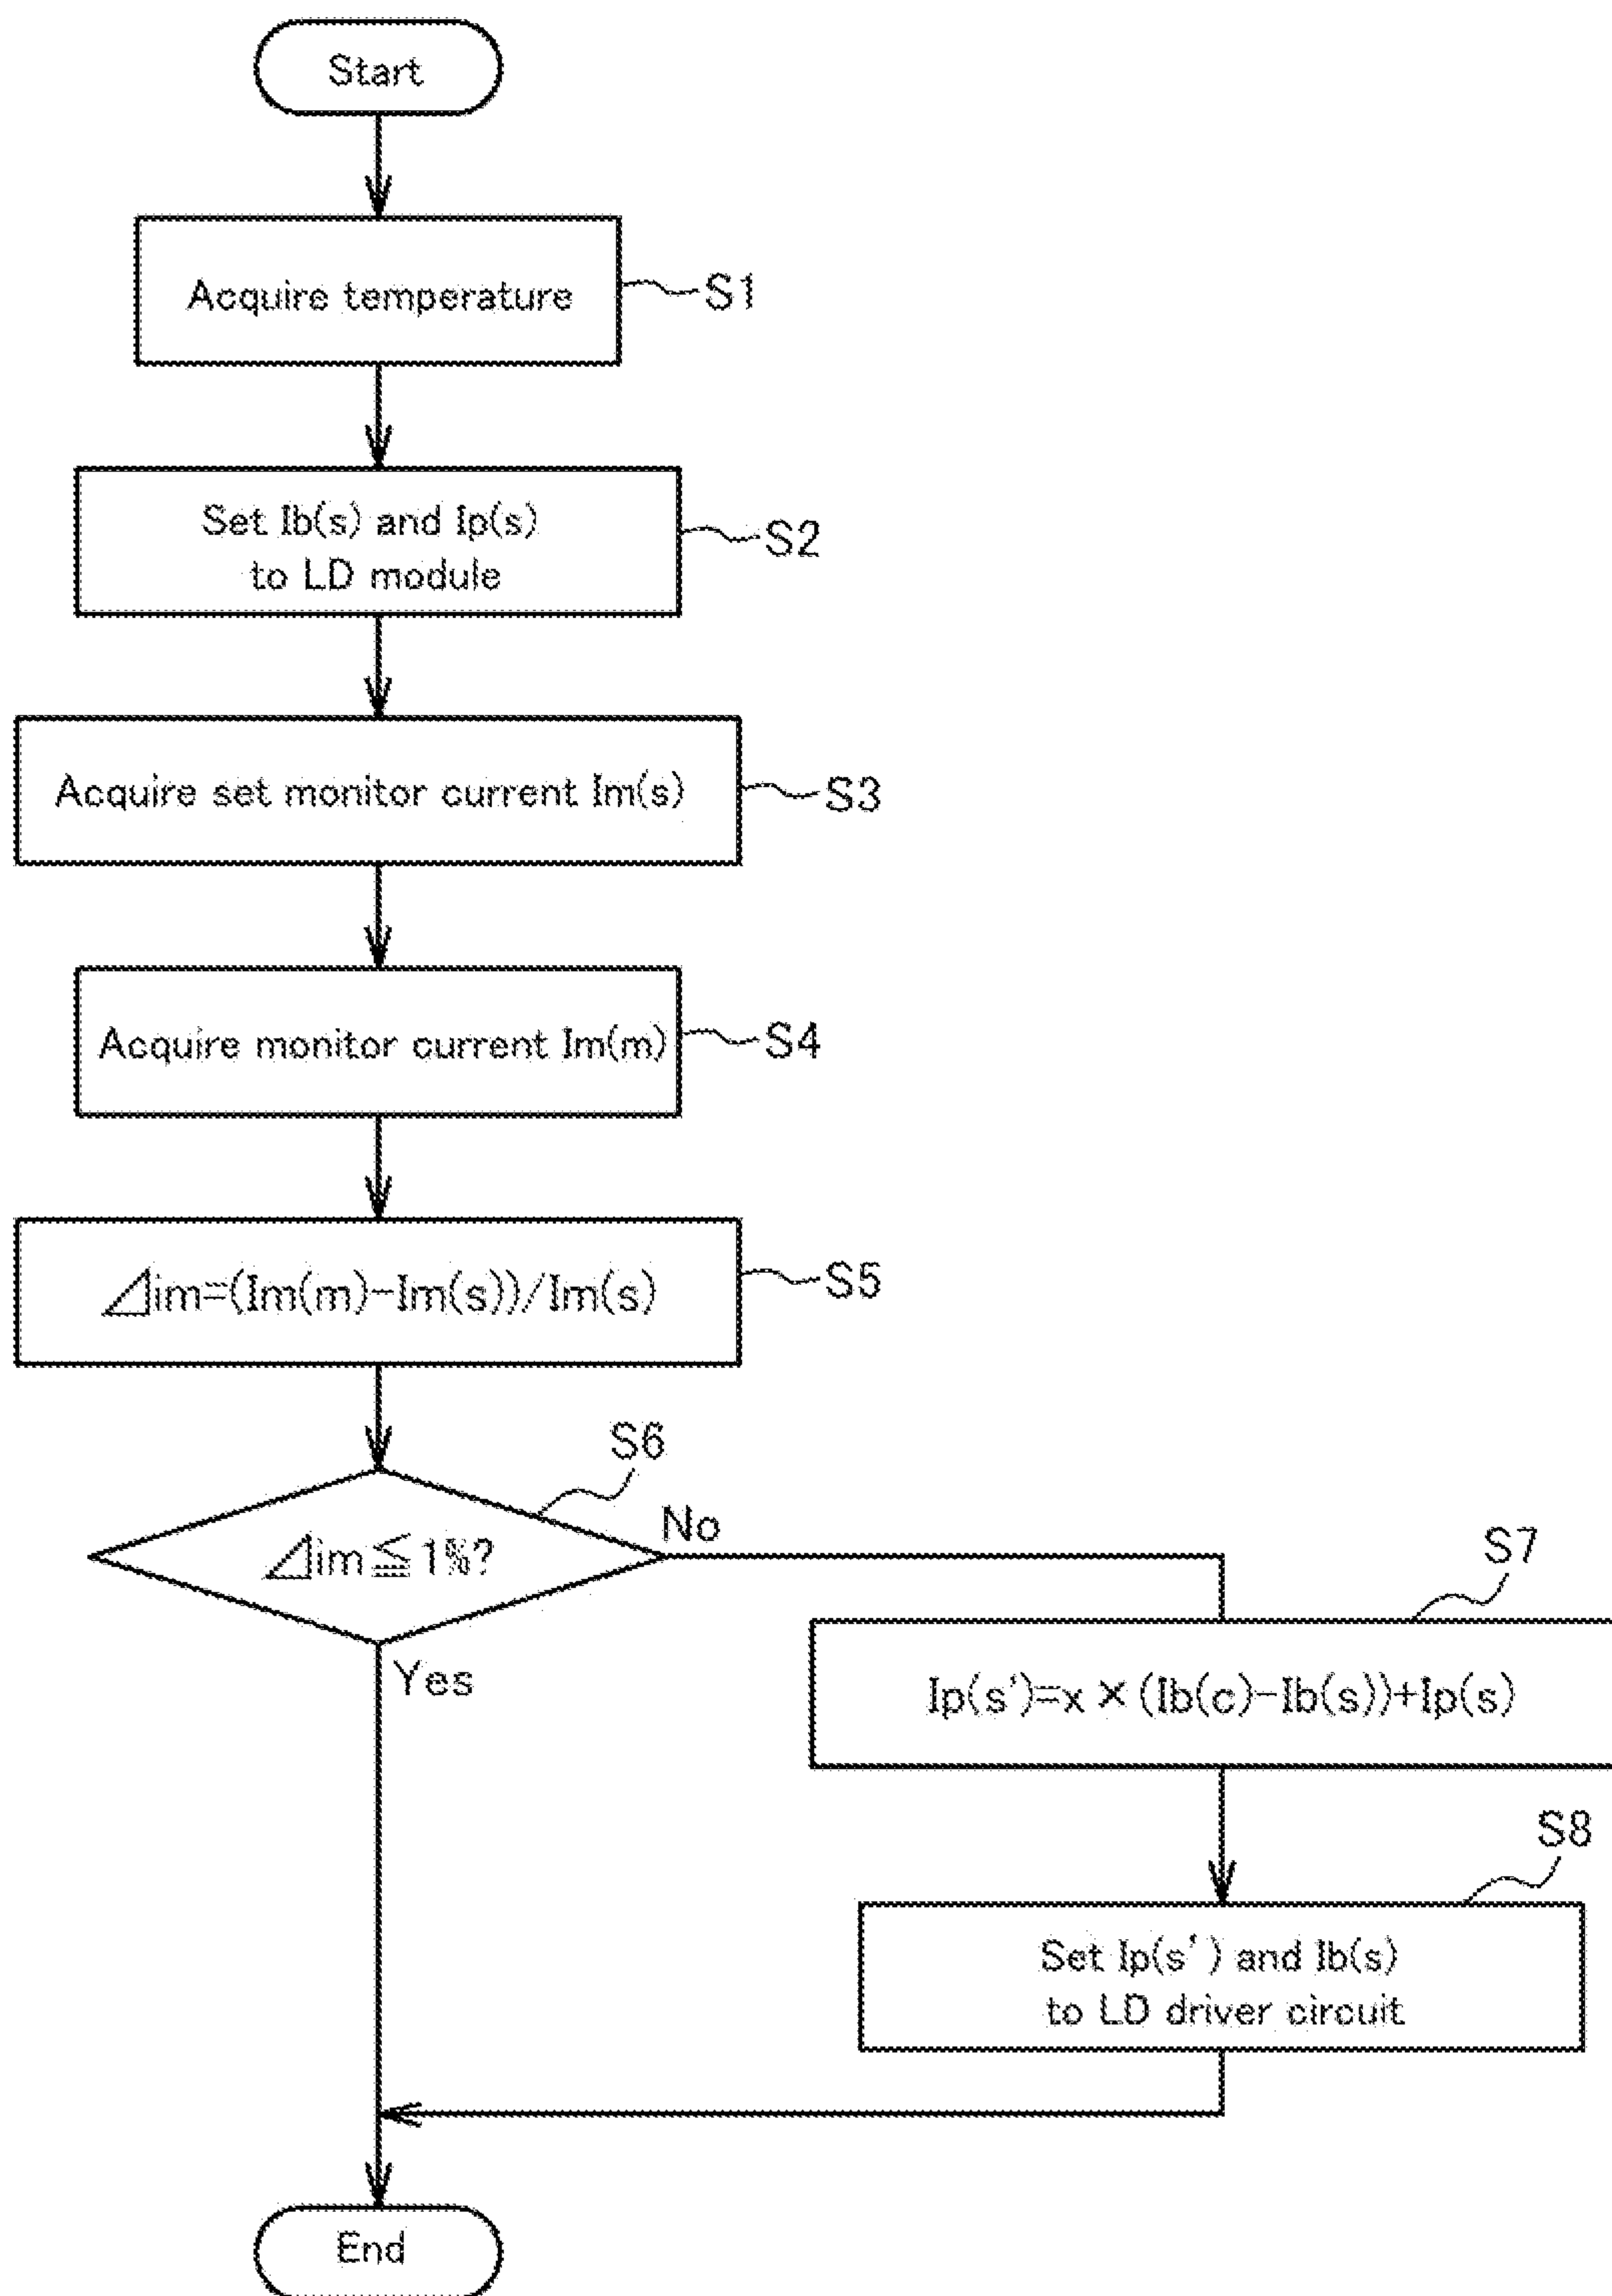 Start
Acquire temperature
S1
Set Ib(s) and Ip(s)
to LD module
S2
Acquire set monitor current Im(s)
S3
Acquire monitor current Im(m)
S4
⊿im=(Im(m)-Im(s))/Im(s)
S5
S6
⊿im≦1%?
No
Yes
S7
Ip(s')=x×(Ib(c)-Ib(s))+Ip(s)
S8
Set Ip(s') and Ib(s)
to LD driver circuit
End